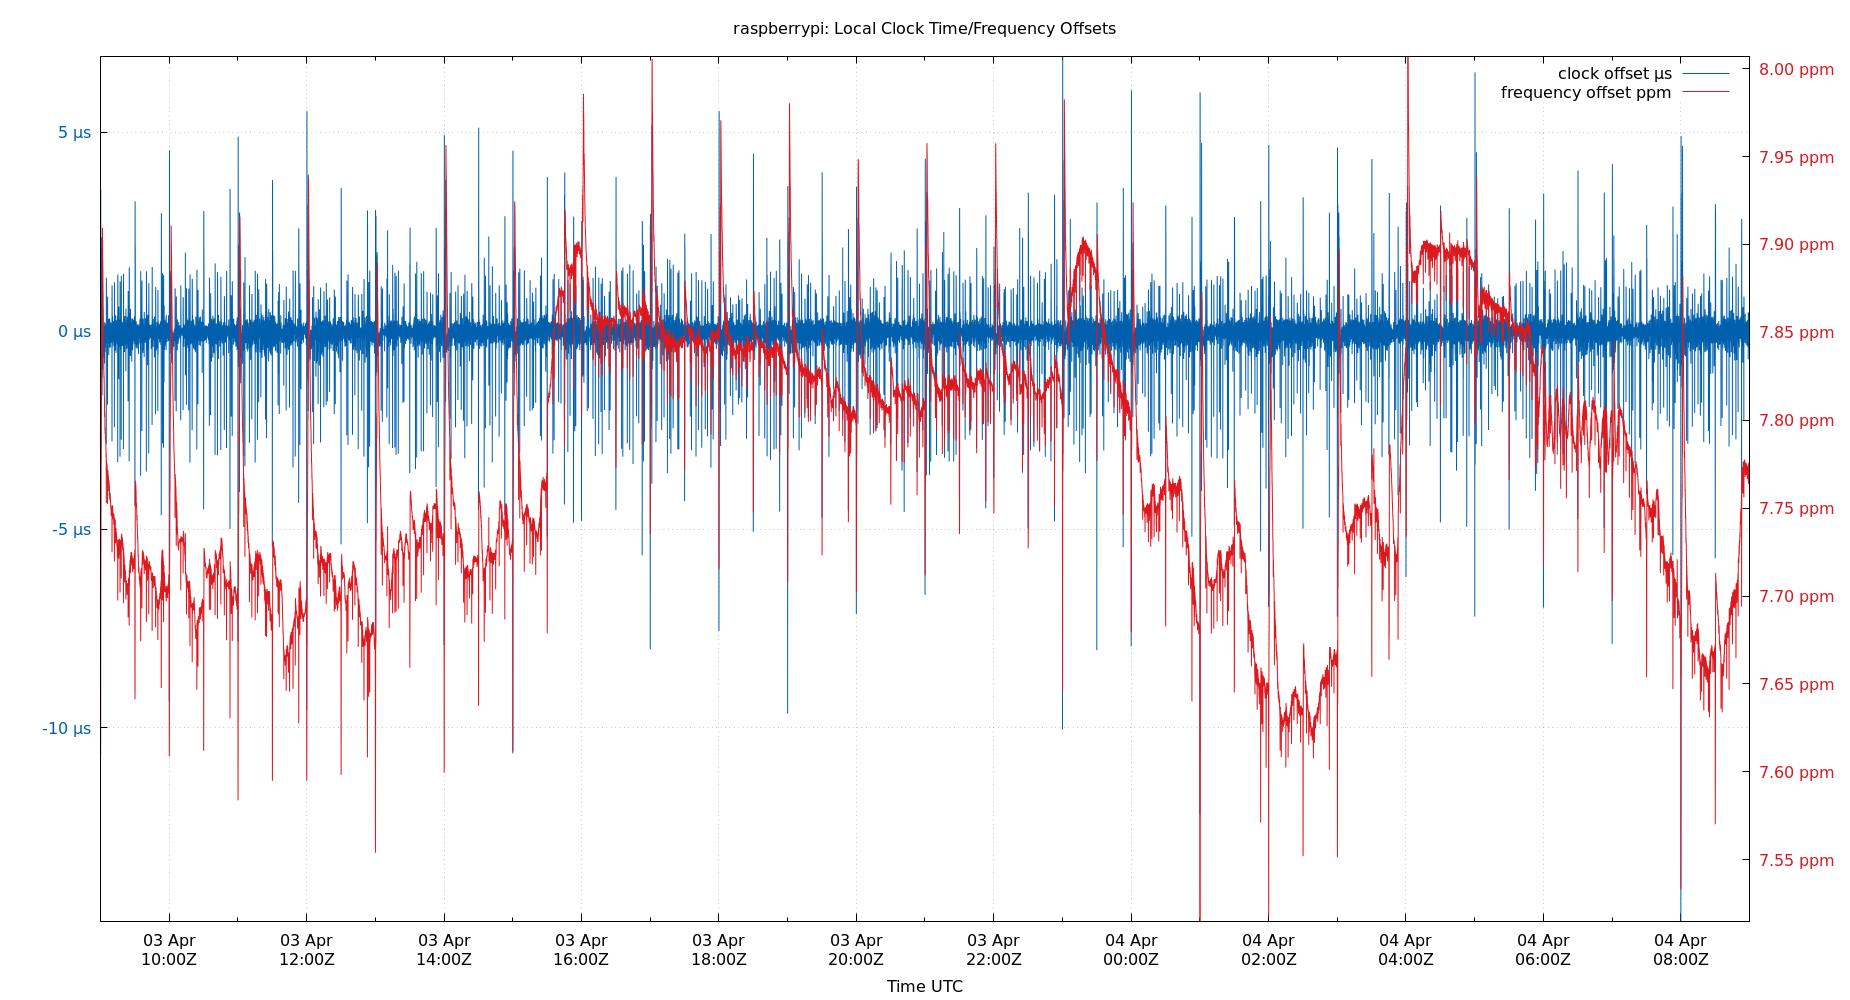 raspberrypi: Local Clock Time/Frequency Offsets
clock offset µs
frequency offset ppm
5 µs
0 µs
-5 µs
-10 µs
8.00 ppm
7.95 ppm
7.90 ppm
7.85 ppm
7.80 ppm
7.75 ppm
7.70 ppm
7.65 ppm
7.60 ppm
7.55 ppm
03 Apr 03 Apr 03 Apr 03 Apr 03 Apr 03 Apr 03 Apr 04 Apr 04 Apr 04 Apr 04 Apr 04 Apr
10:00Z 12:00Z 14:00Z 16:00Z 18:00Z 20:00Z 22:00Z 00:00Z 02:00Z 04:00Z 06:00Z 08:00Z
Time UTC